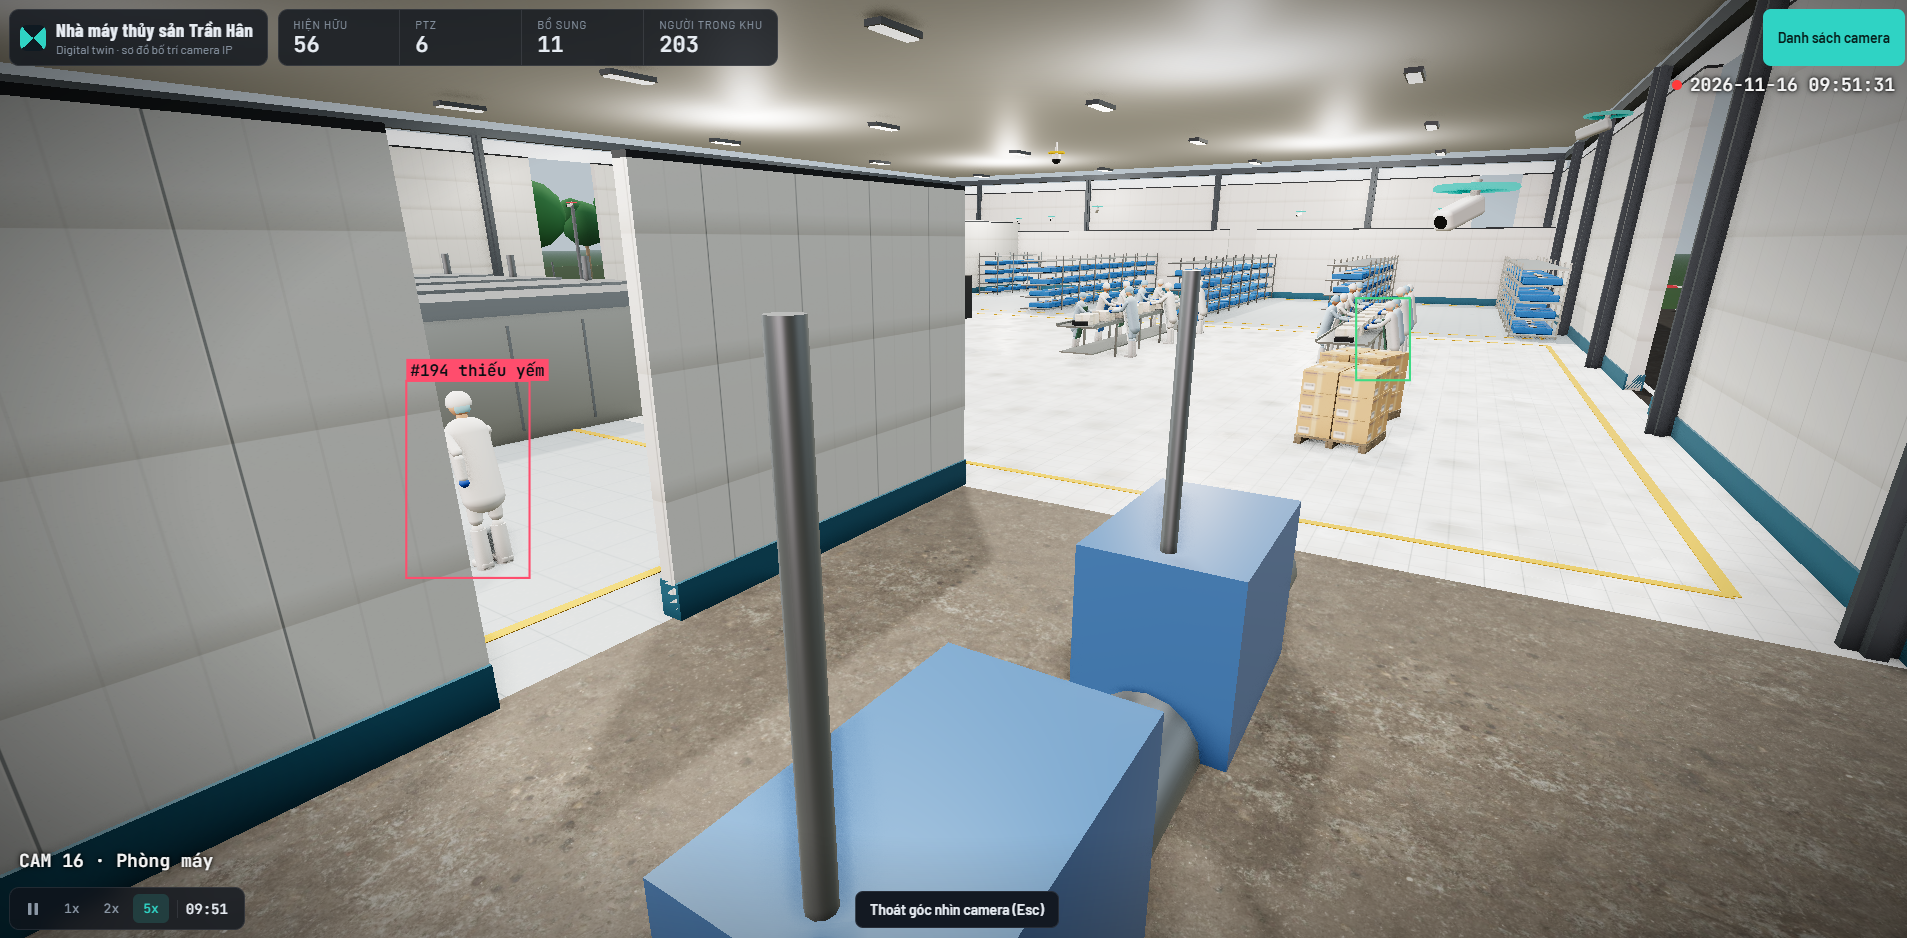 Nhà máy thủy sản Trần Hân
Digital twin · sơ đồ bố trí camera IP
HIỆN HỮU
56
PTZ
6
BỔ SUNG
11
NGƯỜI TRONG KHU
203
Danh sách camera
2026-11-16 09:51:31
#194 thiếu yếm
CAM 16 · Phòng máy
1x
2x
5x
09:51
Thoát góc nhìn camera (Esc)